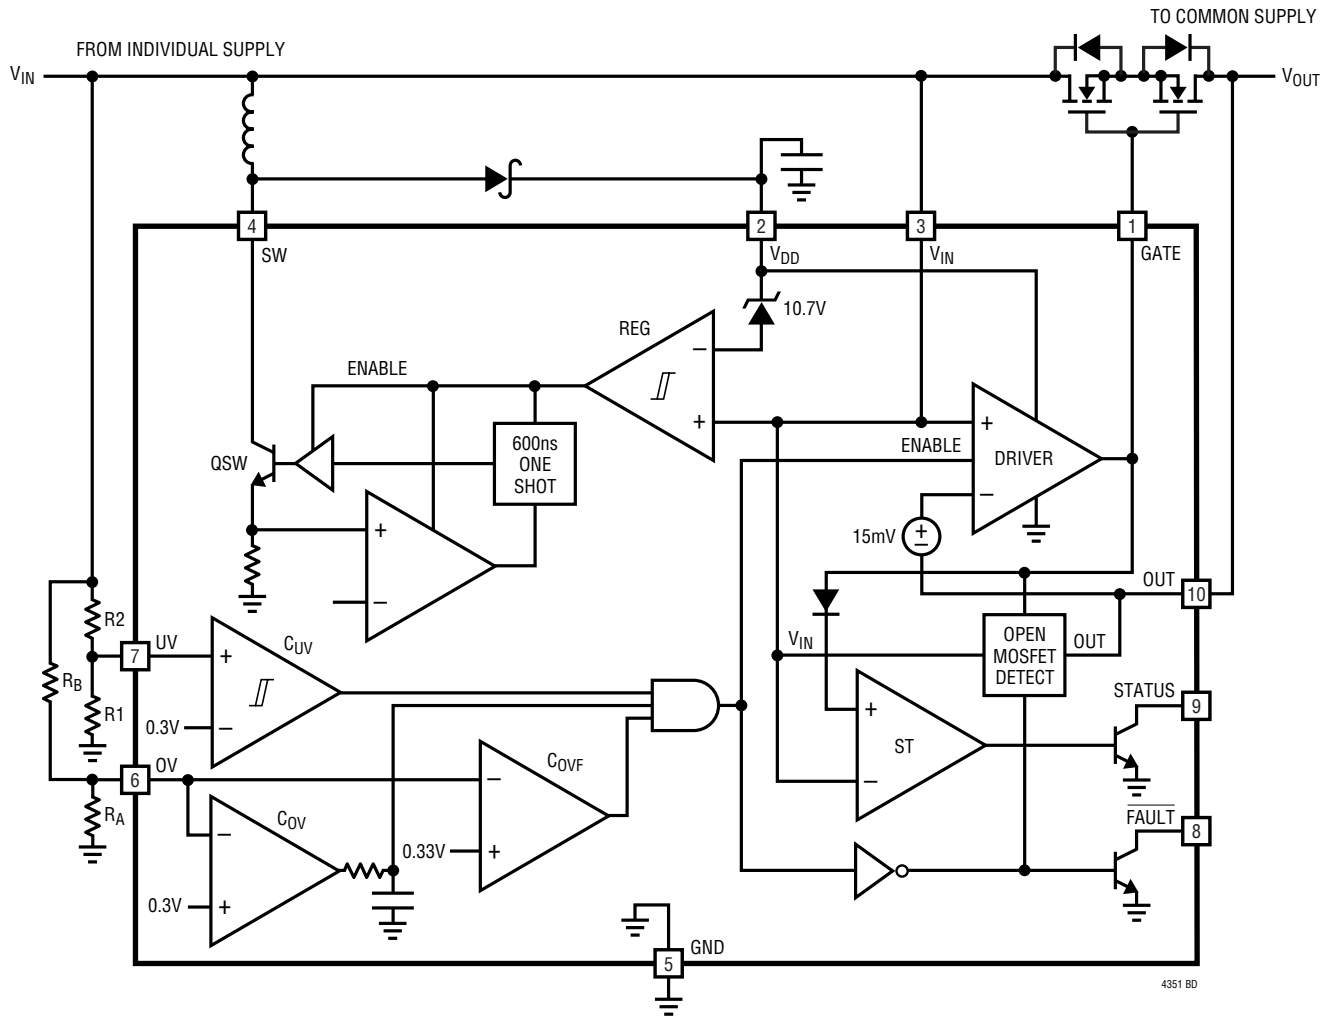 TO COMMON SUPPLY
FROM INDIVIDUAL SUPPLY
VIN
VOUT
4
2
3
1
SW
VDD
VIN
GATE
10.7V
REG
−
+
ENABLE
600ns
ONE
SHOT
QSW
+
−
ENABLE
+
DRIVER
−
15mV
+
−
OUT
10
R2
7
UV
CUV
+
−
0.3V
RB
R1
VIN
OPEN
MOSFET
DETECT
OUT
STATUS
9
+
ST
−
6
OV
COVF
−
+
0.33V
RA
COV
−
+
0.3V
FAULT
8
GND
5
4351 BD